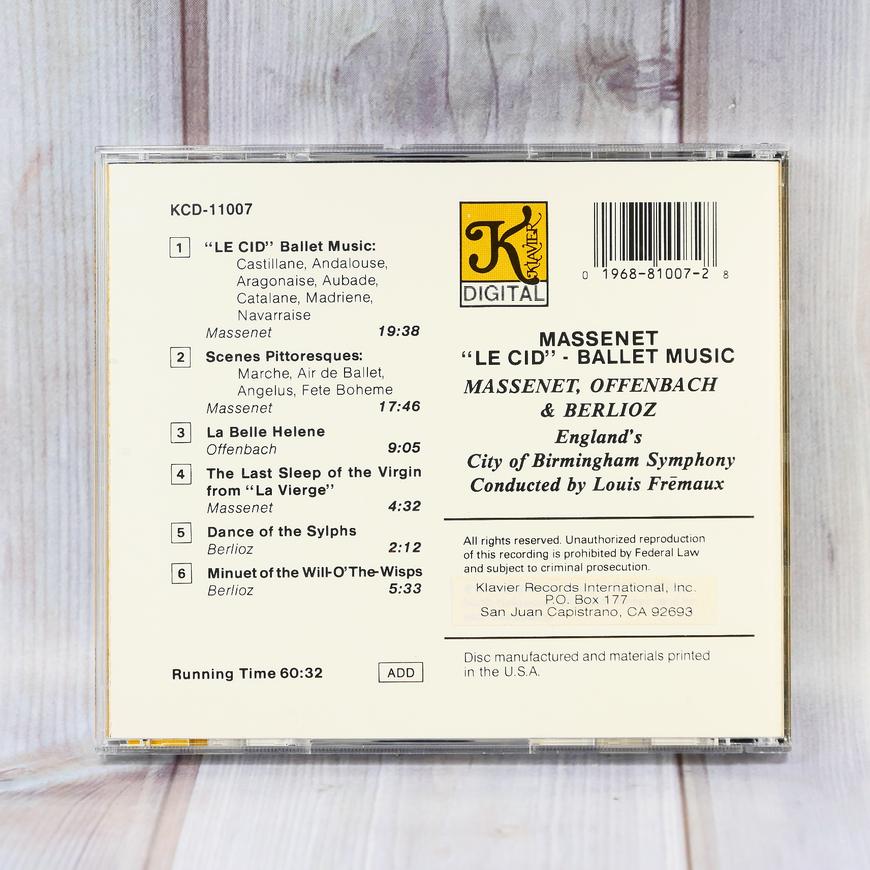 KCD-11007
1 “LE CID” Ballet Music:
Castillane, Andalouse,
Aragonaise, Aubade,
Catalane, Madriene,
Navarraise
Massenet 19:38
2 Scenes Pittoresques:
Marche, Air de Ballet,
Angelus, Fete Boheme
Massenet 17:46
3 La Belle Helene
Offenbach 9:05
4 The Last Sleep of the Virgin
from “La Vierge”
Massenet 4:32
5 Dance of the Sylphs
Berlioz 2:12
6 Minuet of the Will-O'The-Wisps
Berlioz 5:33
Running Time 60:32 ADD
K
KLAVIER
DIGITAL
0 1968-81007-2 8
MASSENET
“LE CID” - BALLET MUSIC
MASSENET, OFFENBACH
& BERLIOZ
England's
City of Birmingham Symphony
Conducted by Louis Frēmaux
All rights reserved. Unauthorized reproduction
of this recording is prohibited by Federal Law
and subject to criminal prosecution.
Klavier Records International, Inc.
P.O. Box 177
San Juan Capistrano, CA 92693
Disc manufactured and materials printed
in the U.S.A.